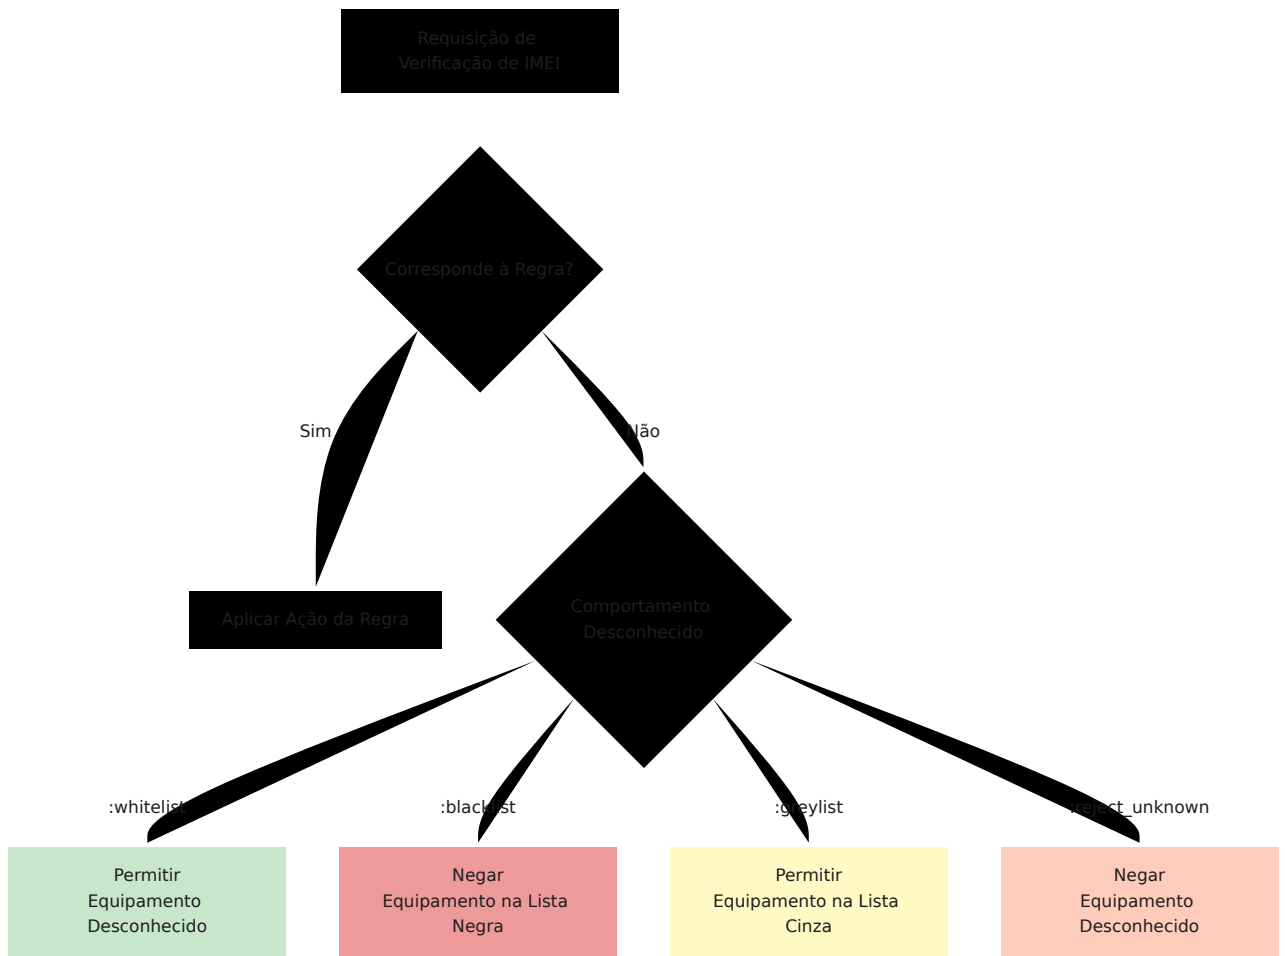 Requisição de
Verificação de IMEI
Corresponde à Regra?
Sim
Não
Aplicar Ação da Regra
Comportamento
Desconhecido
:whitelist
:blacklist
:greylist
:reject_unknown
Permitir
Equipamento
Desconhecido
Negar
Equipamento na Lista
Negra
Permitir
Equipamento na Lista
Cinza
Negar
Equipamento
Desconhecido